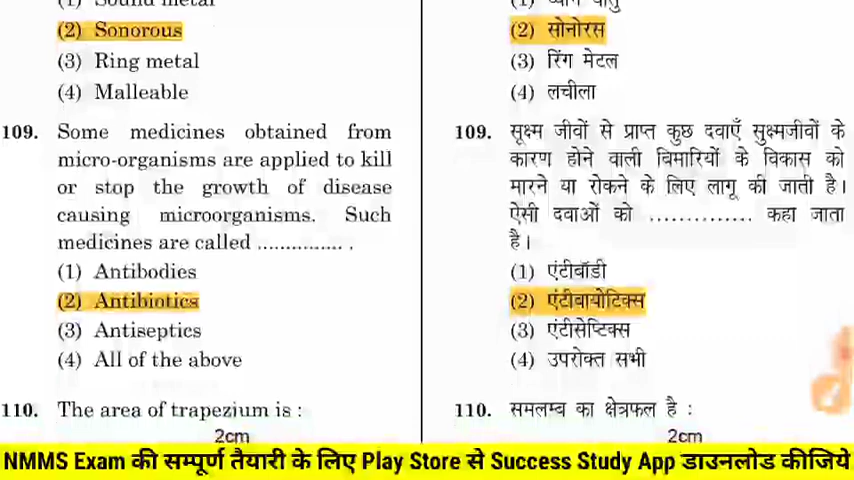 (2) Sonorous
(3) Ring metal
(4) Malleable
109. Some medicines obtained from
micro-organisms are applied to kill
or stop the growth of disease
causing microorganisms. Such
medicines are called ............... .
(1) Antibodies
(2) Antibiotics
(3) Antiseptics
(4) All of the above
110. The area of trapezium is :
2cm
(2) सोनोरस
(3) रिंग मेटल
(4) लचीला
109. सूक्ष्म जीवों से प्राप्त कुछ दवाएँ सुक्ष्मजीवों के
कारण होने वाली बिमारियों के विकास को
मारने या रोकने के लिए लागू की जाती है।
ऐसी दवाओं को .............. कहा जाता
है।
(1) एंटीबॉडी
(2) एंटीबायोटिक्स
(3) एंटीसेप्टिक्स
(4) उपरोक्त सभी
110. समलम्ब का क्षेत्रफल है :
2cm
NMMS Exam की सम्पूर्ण तैयारी के लिए Play Store से Success Study App डाउनलोड कीजिये